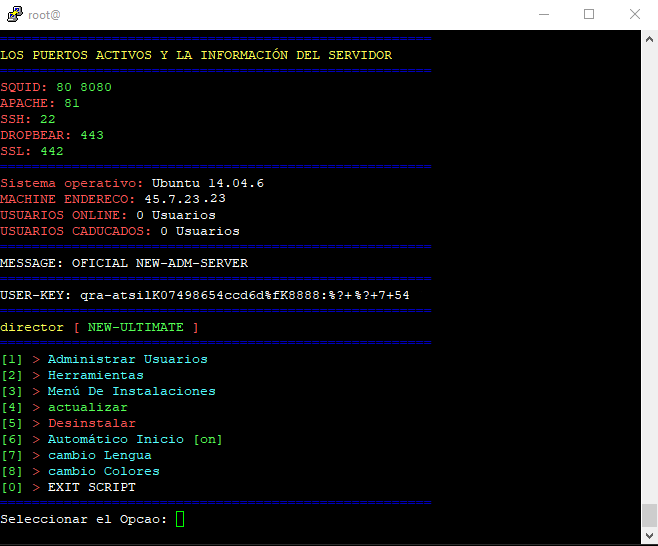 root@
LOS PUERTOS ACTIVOS Y LA INFORMACIÓN DEL SERVIDOR
SQUID: 80 8080
APACHE: 81
SSH: 22
DROPBEAR: 443
SSL: 442
Sistema operativo: Ubuntu 14.04.6
MACHINE ENDERECO: 45.7.23.23
USUARIOS ONLINE: 0 Usuarios
USUARIOS CADUCADOS: 0 Usuarios
MESSAGE: OFICIAL NEW-ADM-SERVER
USER-KEY: qra-atsilK07498654ccd6d%fK8888:%?+%?+7+54
director [ NEW-ULTIMATE ]
[1] > Administrar Usuarios
[2] > Herramientas
[3] > Menú De Instalaciones
[4] > actualizar
[5] > Desinstalar
[6] > Automático Inicio [on]
[7] > cambio Lengua
[8] > cambio Colores
[0] > EXIT SCRIPT
Seleccionar el Opcao: